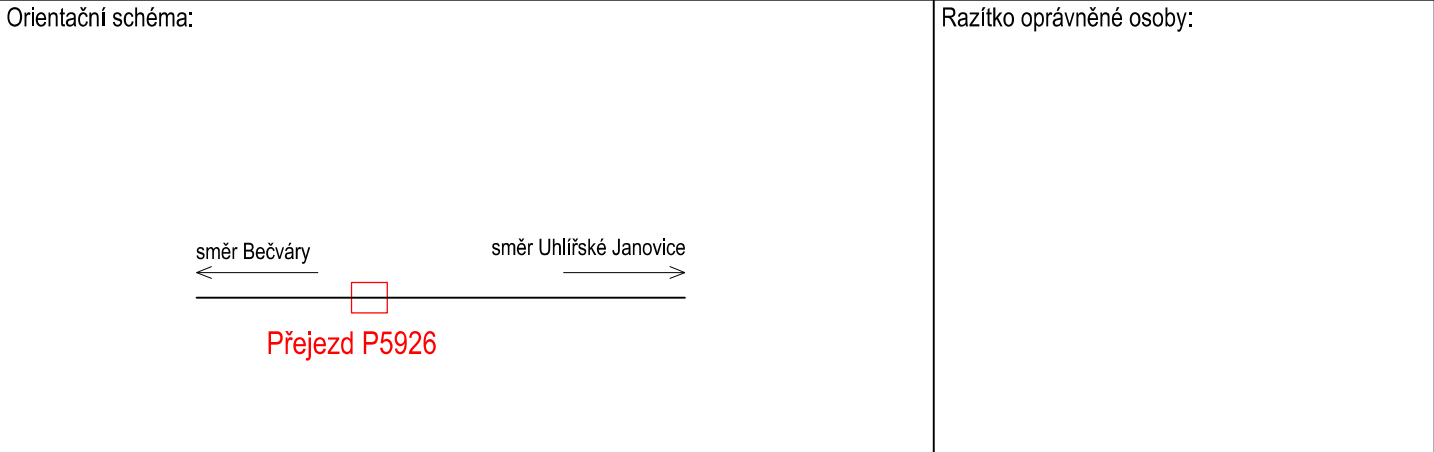 Orientační schéma:
Razítko oprávněné osoby:
směr Bečváry
směr Uhlířské Janovice
Přejezd P5926